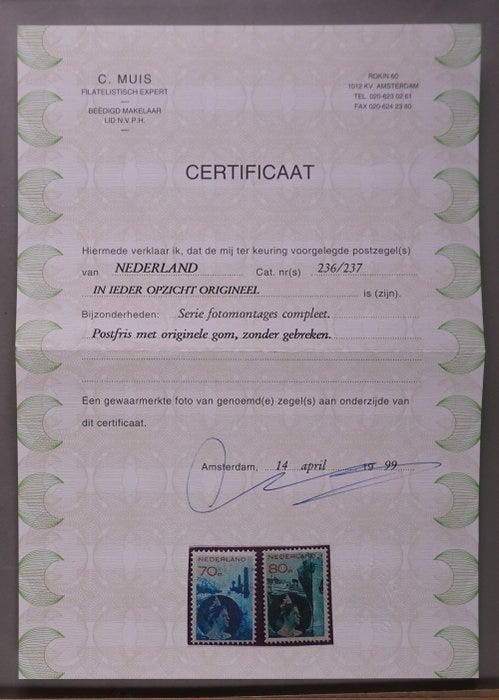 C. MUIS
FILATELISTISCH EXPERT
BEËDIGD MAKELAAR
LID N.V.P.H.
ROKIN 60
1012 KV AMSTERDAM
TEL. 020-623 02 61
FAX 020-624 23 80
CERTIFICAAT
Hiermede verklaar ik, dat de mij ter keuring voorgelegde postzegel(s)
van NEDERLAND Cat. nr(s) 236/237
IN IEDER OPZICHT ORIGINEEL is (zijn).
Bijzonderheden: Serie fotomontages compleet.
Postfris met originele gom, zonder gebreken.
Een gewaarmerkte foto van genoemd(e) zegel(s) aan onderzijde van
dit certificaat.
Amsterdam, 14 april 19 99
NEDERLAND
70
NEDERLAND
80